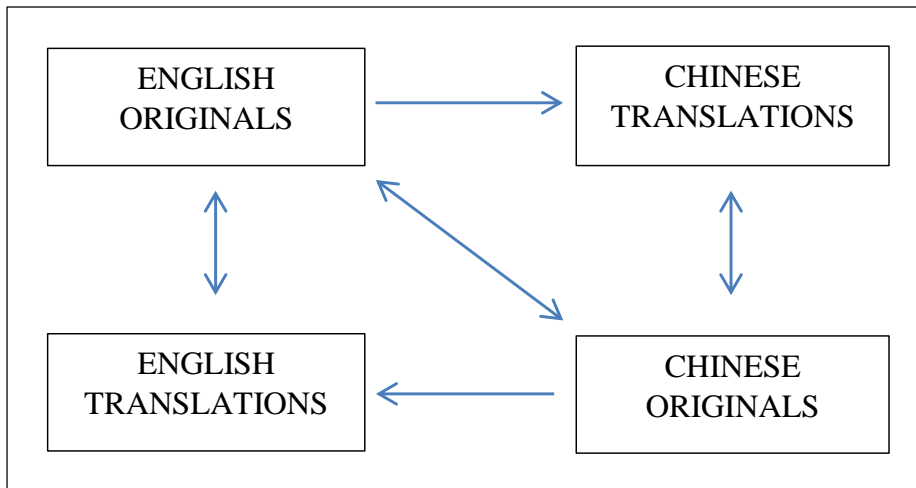 ENGLISH
ORIGINALS
CHINESE
TRANSLATIONS
ENGLISH
TRANSLATIONS
CHINESE
ORIGINALS